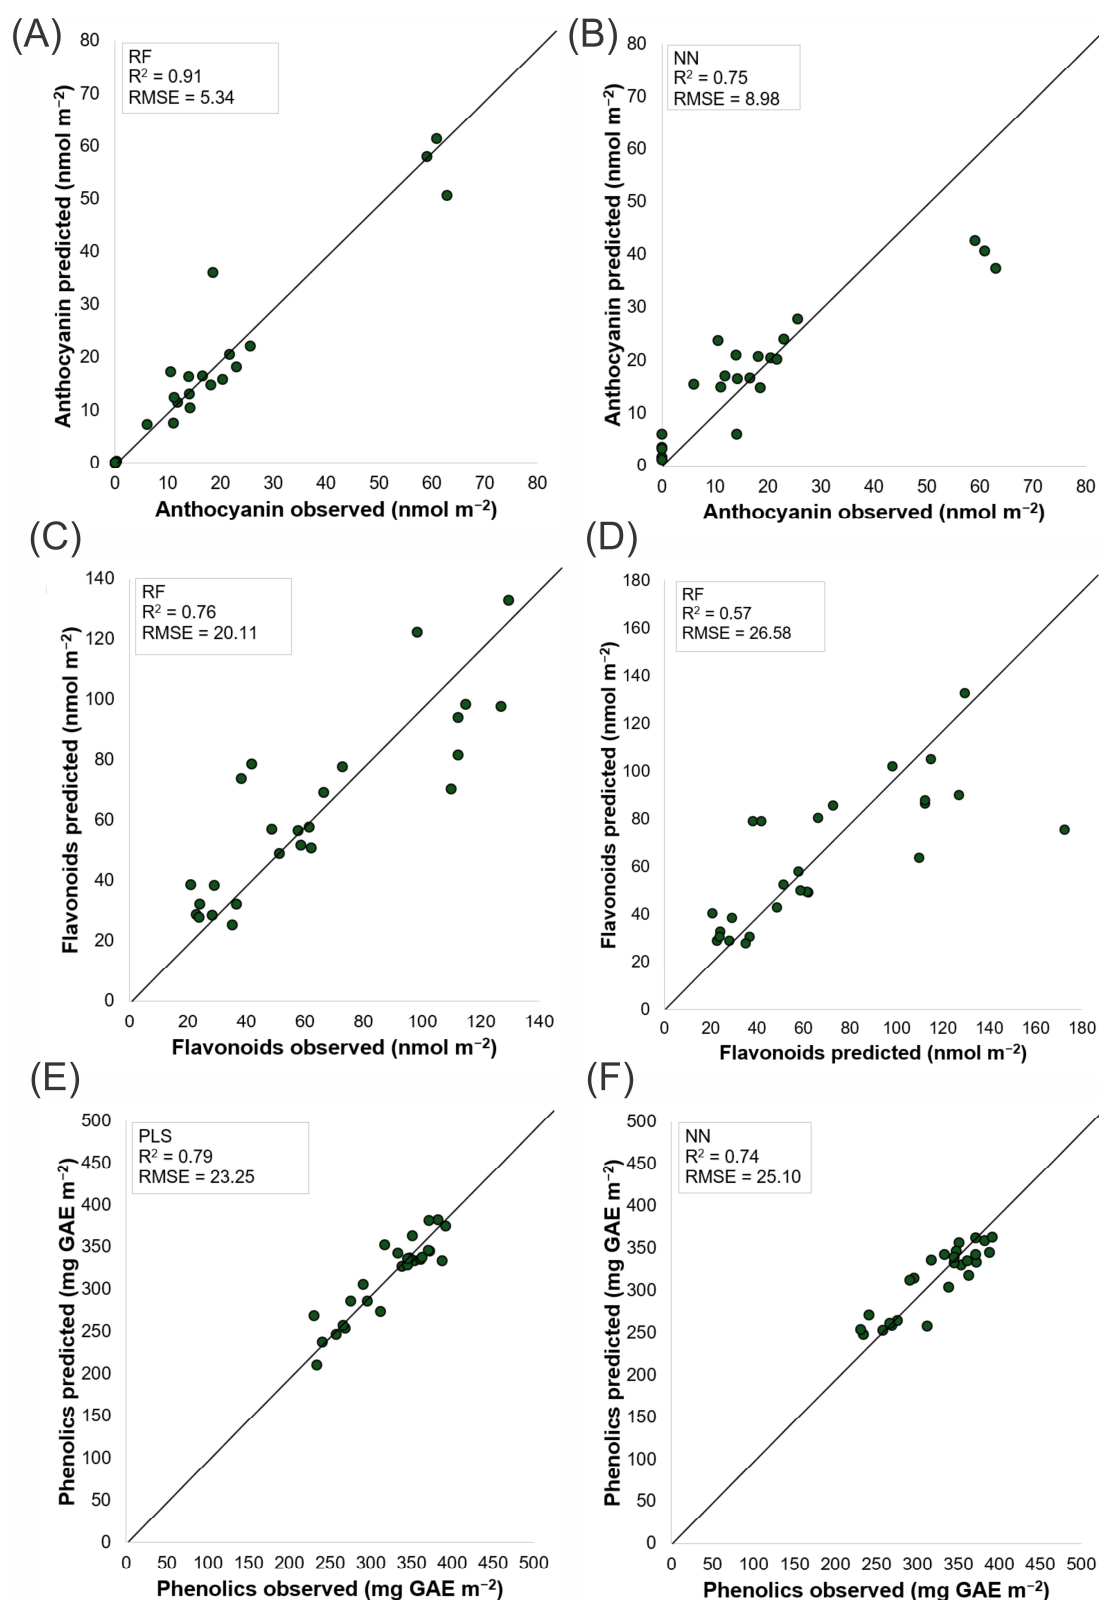 (A)
80
70
60
50
40
30
20
10
0
Anthocyanin predicted (nmol m⁻²)
RF
R² = 0.91
RMSE = 5.34
0 10 20 30 40 50 60 70 80
Anthocyanin observed (nmol m⁻²)
(B)
80
70
60
50
40
30
20
10
0
Anthocyanin predicted (nmol m⁻²)
NN
R² = 0.75
RMSE = 8.98
0 10 20 30 40 50 60 70 80
Anthocyanin observed (nmol m⁻²)
(C)
140
120
100
80
60
40
20
0
Flavonoids predicted (nmol m⁻²)
RF
R² = 0.76
RMSE = 20.11
0 20 40 60 80 100 120 140
Flavonoids observed (nmol m⁻²)
(D)
180
160
140
120
100
80
60
40
20
0
Flavonoids predicted (nmol m⁻²)
RF
R² = 0.57
RMSE = 26.58
0 20 40 60 80 100 120 140 160 180
Flavonoids predicted (nmol m⁻²)
(E)
500
450
400
350
300
250
200
150
100
50
0
Phenolics predicted (mg GAE m⁻²)
PLS
R² = 0.79
RMSE = 23.25
0 50 100 150 200 250 300 350 400 450 500
Phenolics observed (mg GAE m⁻²)
(F)
500
450
400
350
300
250
200
150
100
50
0
Phenolics predicted (mg GAE m⁻²)
NN
R² = 0.74
RMSE = 25.10
0 50 100 150 200 250 300 350 400 450 500
Phenolics observed (mg GAE m⁻²)